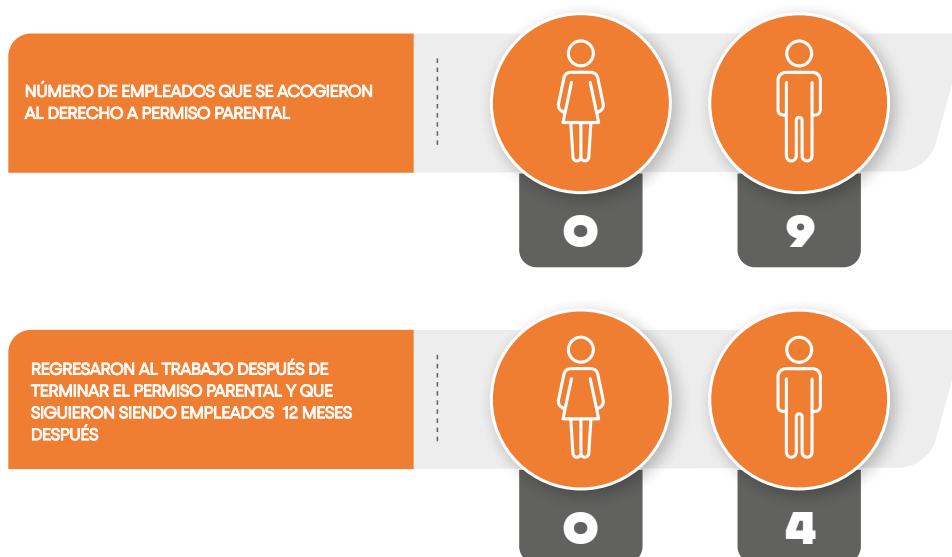 NÚMERO DE EMPLEADOS QUE SE ACOGIERON
AL DERECHO A PERMISO PARENTAL
0 9
REGRESARON AL TRABAJO DESPUÉS DE
TERMINAR EL PERMISO PARENTAL Y QUE
SIGUIERON SIENDO EMPLEADOS 12 MESES
DESPUÉS
0 4